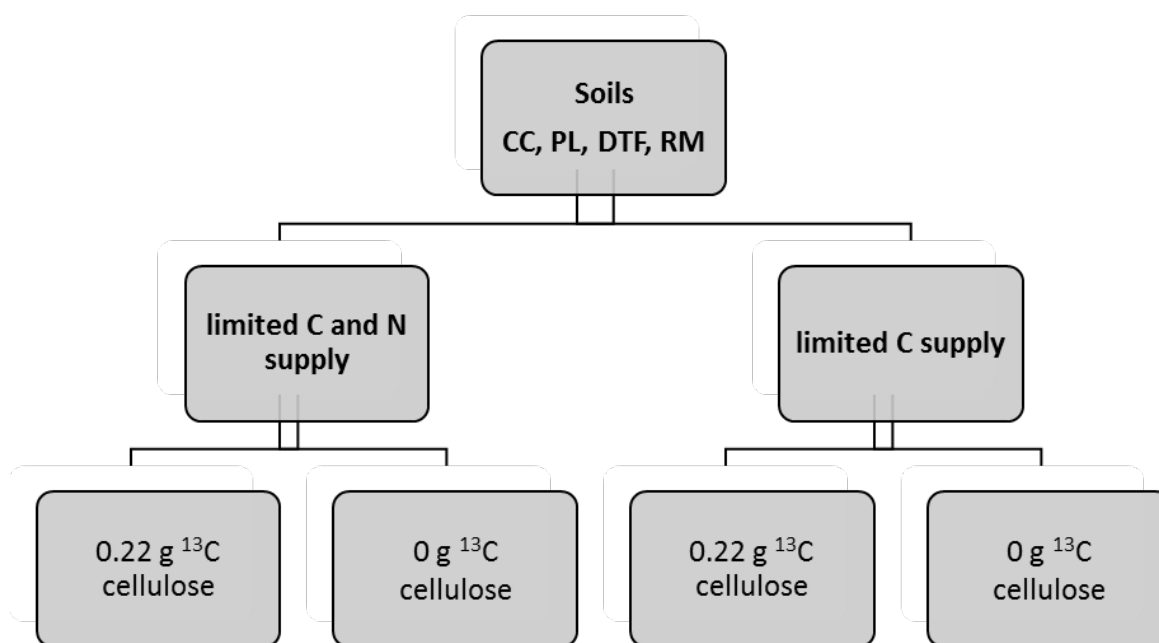 Soils
CC, PL, DTF, RM
limited C and N
supply
limited C supply
0.22 g ¹³C
cellulose
0 g ¹³C
cellulose
0.22 g ¹³C
cellulose
0 g ¹³C
cellulose